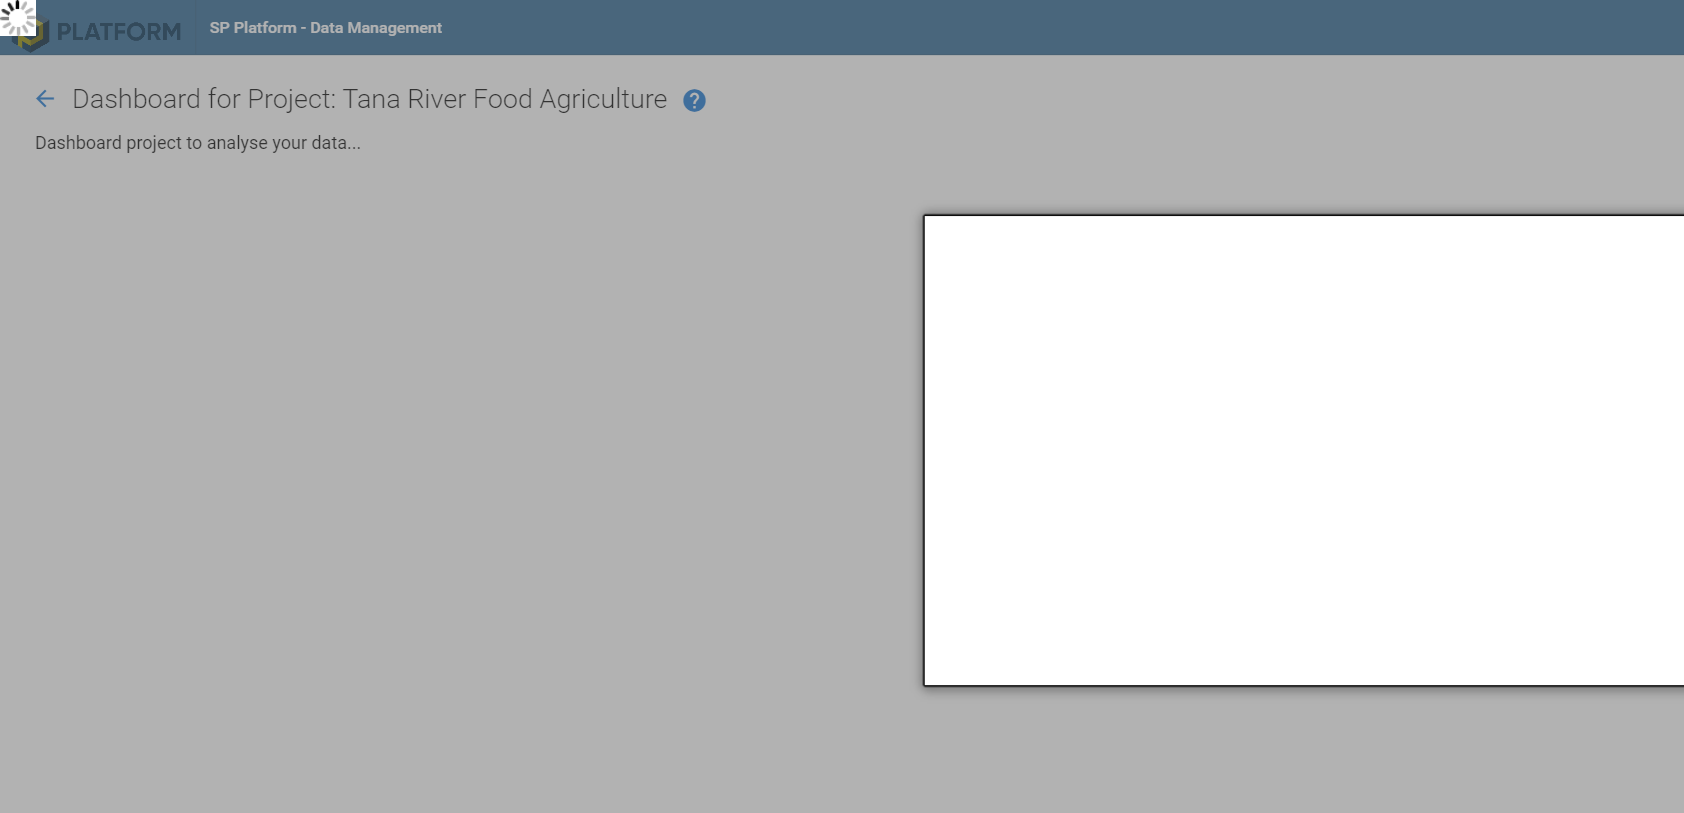 PLATFORM
SP Platform - Data Management
Dashboard for Project: Tana River Food Agriculture ?
Dashboard project to analyse your data...